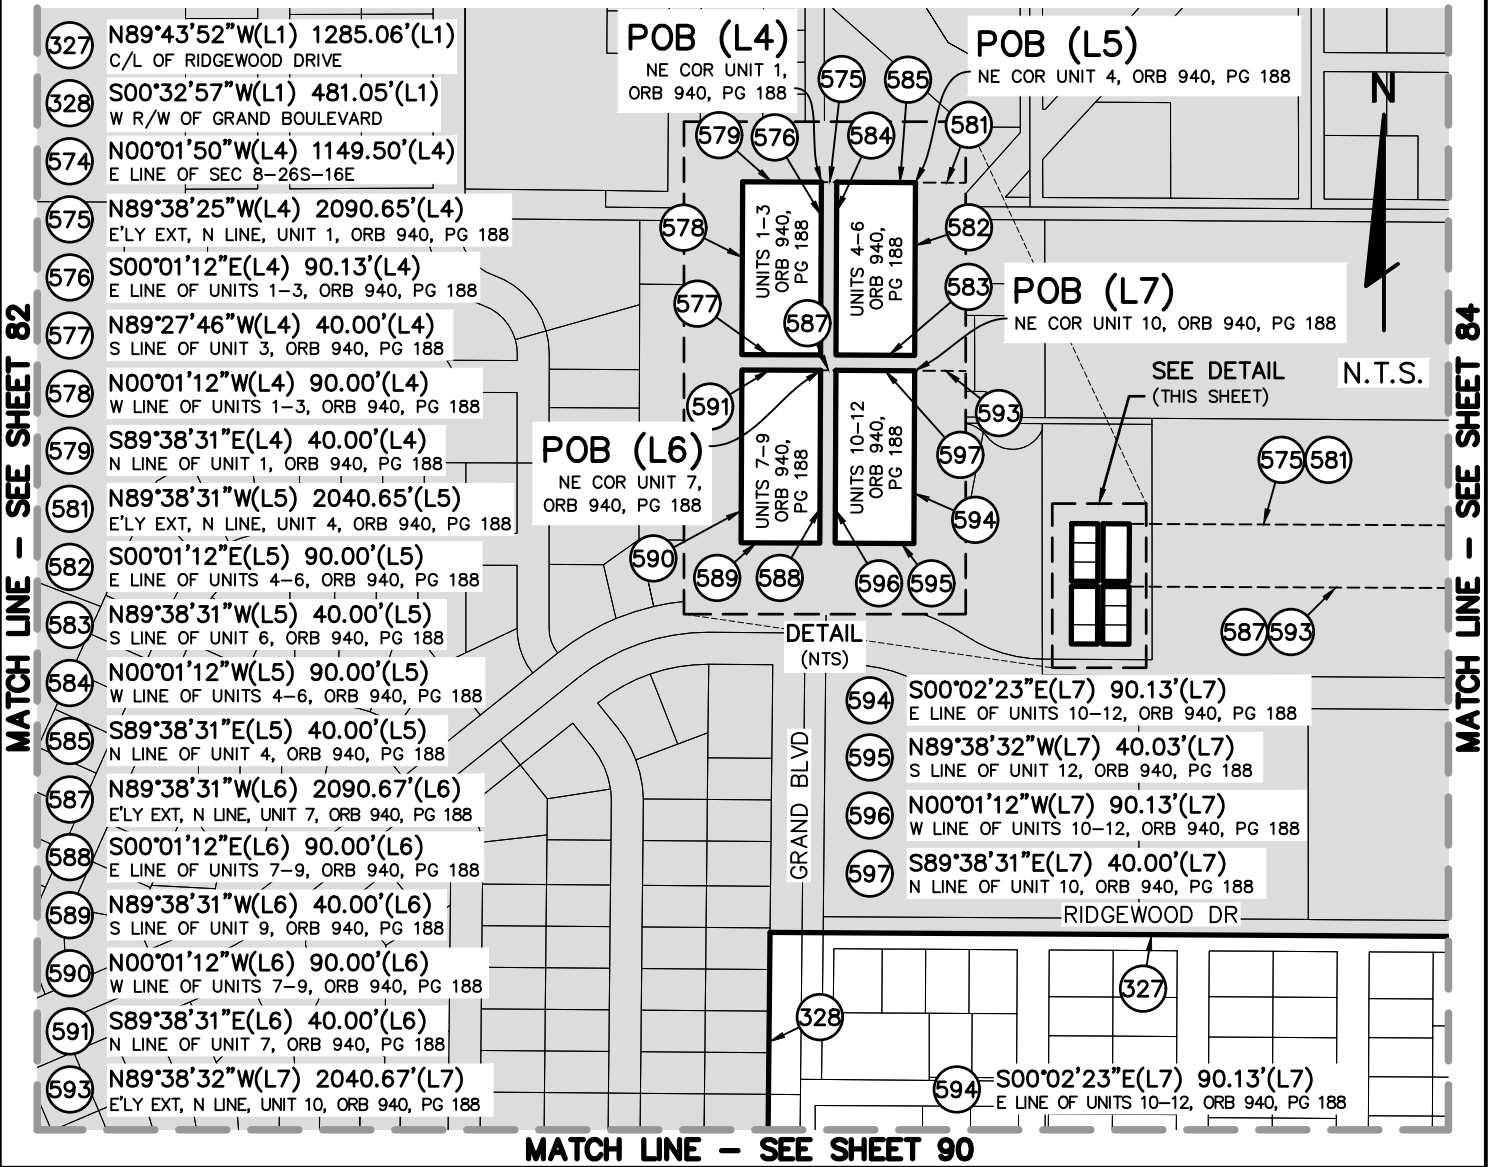 327 N89°43'52"W(L1) 1285.06'(L1)
C/L OF RIDGEWOOD DRIVE
328 S00°32'57"W(L1) 481.05'(L1)
W R/W OF GRAND BOULEVARD
574 N00°01'50"W(L4) 1149.50'(L4)
E LINE OF SEC 8-26S-16E
575 N89°38'25"W(L4) 2090.65'(L4)
E'LY EXT, N LINE, UNIT 1, ORB 940, PG 188
576 S00°01'12"E(L4) 90.13'(L4)
E LINE OF UNITS 1-3, ORB 940, PG 188
577 N89°27'46"W(L4) 40.00'(L4)
S LINE OF UNIT 3, ORB 940, PG 188
578 N00°01'12"W(L4) 90.00'(L4)
W LINE OF UNITS 1-3, ORB 940, PG 188
579 S89°38'31"E(L4) 40.00'(L4)
N LINE OF UNIT 1, ORB 940, PG 188
581 N89°38'31"W(L5) 2040.65'(L5)
E'LY EXT, N LINE, UNIT 4, ORB 940, PG 188
582 S00°01'12"E(L5) 90.00'(L5)
E LINE OF UNITS 4-6, ORB 940, PG 188
583 N89°38'31"W(L5) 40.00'(L5)
S LINE OF UNIT 6, ORB 940, PG 188
584 N00°01'12"W(L5) 90.00'(L5)
W LINE OF UNITS 4-6, ORB 940, PG 188
585 S89°38'31"E(L5) 40.00'(L5)
N LINE OF UNIT 4, ORB 940, PG 188
587 N89°38'31"W(L6) 2090.67'(L6)
E'LY EXT, N LINE, UNIT 7, ORB 940, PG 188
588 S00°01'12"E(L6) 90.00'(L6)
E LINE OF UNITS 7-9, ORB 940, PG 188
589 N89°38'31"W(L6) 40.00'(L6)
S LINE OF UNIT 9, ORB 940, PG 188
590 N00°01'12"W(L6) 90.00'(L6)
W LINE OF UNITS 7-9, ORB 940, PG 188
591 S89°38'31"E(L6) 40.00'(L6)
N LINE OF UNIT 7, ORB 940, PG 188
593 N89°38'32"W(L7) 2040.67'(L7)
E'LY EXT, N LINE, UNIT 10, ORB 940, PG 188
POB (L4)
NE COR UNIT 1,
ORB 940, PG 188
POB (L5)
NE COR UNIT 4, ORB 940, PG 188
575
585
581
579
576
584
578
582
577
587
583
UNITS 1-3
ORB 940,
PG 188
UNITS 4-6
ORB 940,
PG 188
POB (L7)
NE COR UNIT 10, ORB 940, PG 188
N
N.T.S.
SEE DETAIL
(THIS SHEET)
591
593
POB (L6)
NE COR UNIT 7,
ORB 940, PG 188
UNITS 7-9
ORB 940,
PG 188
UNITS 10-12
ORB 940,
PG 188
597
594
590
589
588
596
595
575
581
587
593
DETAIL
(NTS)
594 S00°02'23"E(L7) 90.13'(L7)
E LINE OF UNITS 10-12, ORB 940, PG 188
595 N89°38'32"W(L7) 40.03'(L7)
S LINE OF UNIT 12, ORB 940, PG 188
596 N00°01'12"W(L7) 90.13'(L7)
W LINE OF UNITS 10-12, ORB 940, PG 188
597 S89°38'31"E(L7) 40.00'(L7)
N LINE OF UNIT 10, ORB 940, PG 188
GRAND BLVD
RIDGEWOOD DR
327
328
594 S00°02'23"E(L7) 90.13'(L7)
E LINE OF UNITS 10-12, ORB 940, PG 188
MATCH LINE - SEE SHEET 82
MATCH LINE - SEE SHEET 84
MATCH LINE - SEE SHEET 90